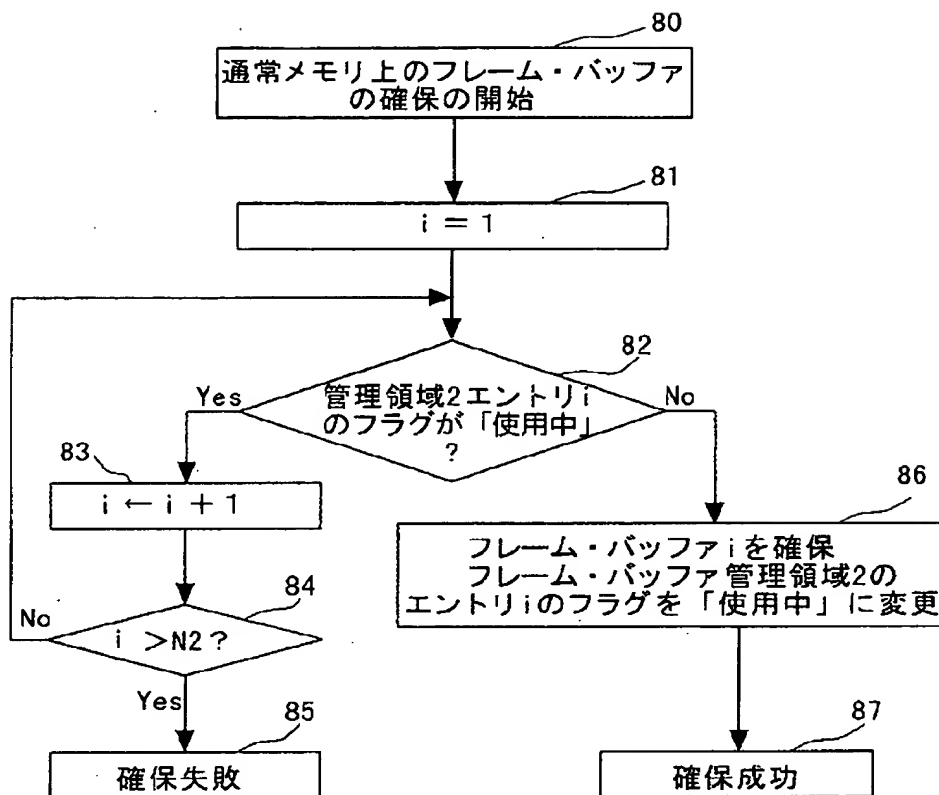 80
通常メモリ上のフレーム・バッファ
の確保の開始
81
i = 1
82
管理領域2エントリi
のフラグが「使用中」
?
Yes
No
83
i ← i + 1
84
i >N2?
No
Yes
85
確保失敗
86
フレーム・バッファiを確保
フレーム・バッファ管理領域2の
エントリiのフラグを「使用中」に変更
87
確保成功